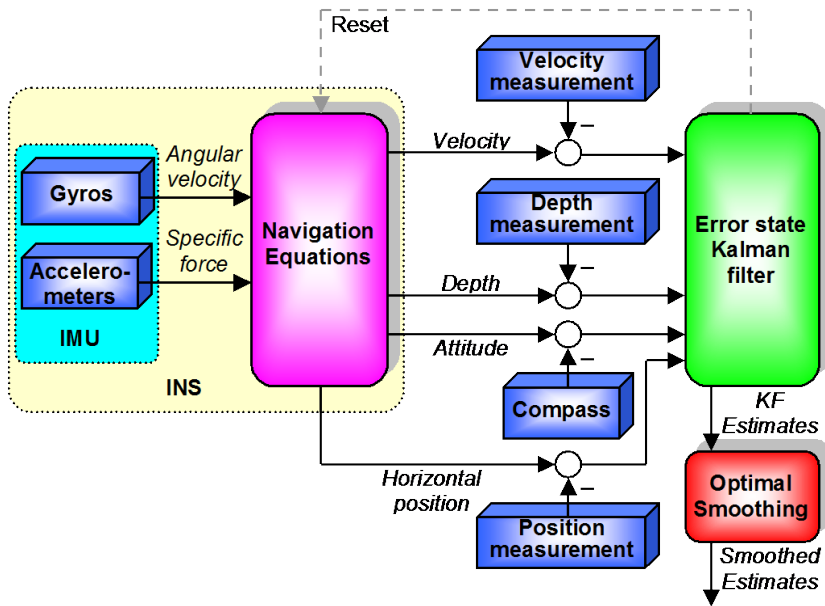 Reset
Velocity
measurement
Angular
velocity
Velocity
Gyros
Depth
measurement
Navigation
Equations
Error state
Kalman
filter
Specific
force
Accelero-
meters
Depth
IMU
Attitude
INS
Compass
KF
Estimates
Horizontal
position
Optimal
Smoothing
Position
measurement
Smoothed
Estimates